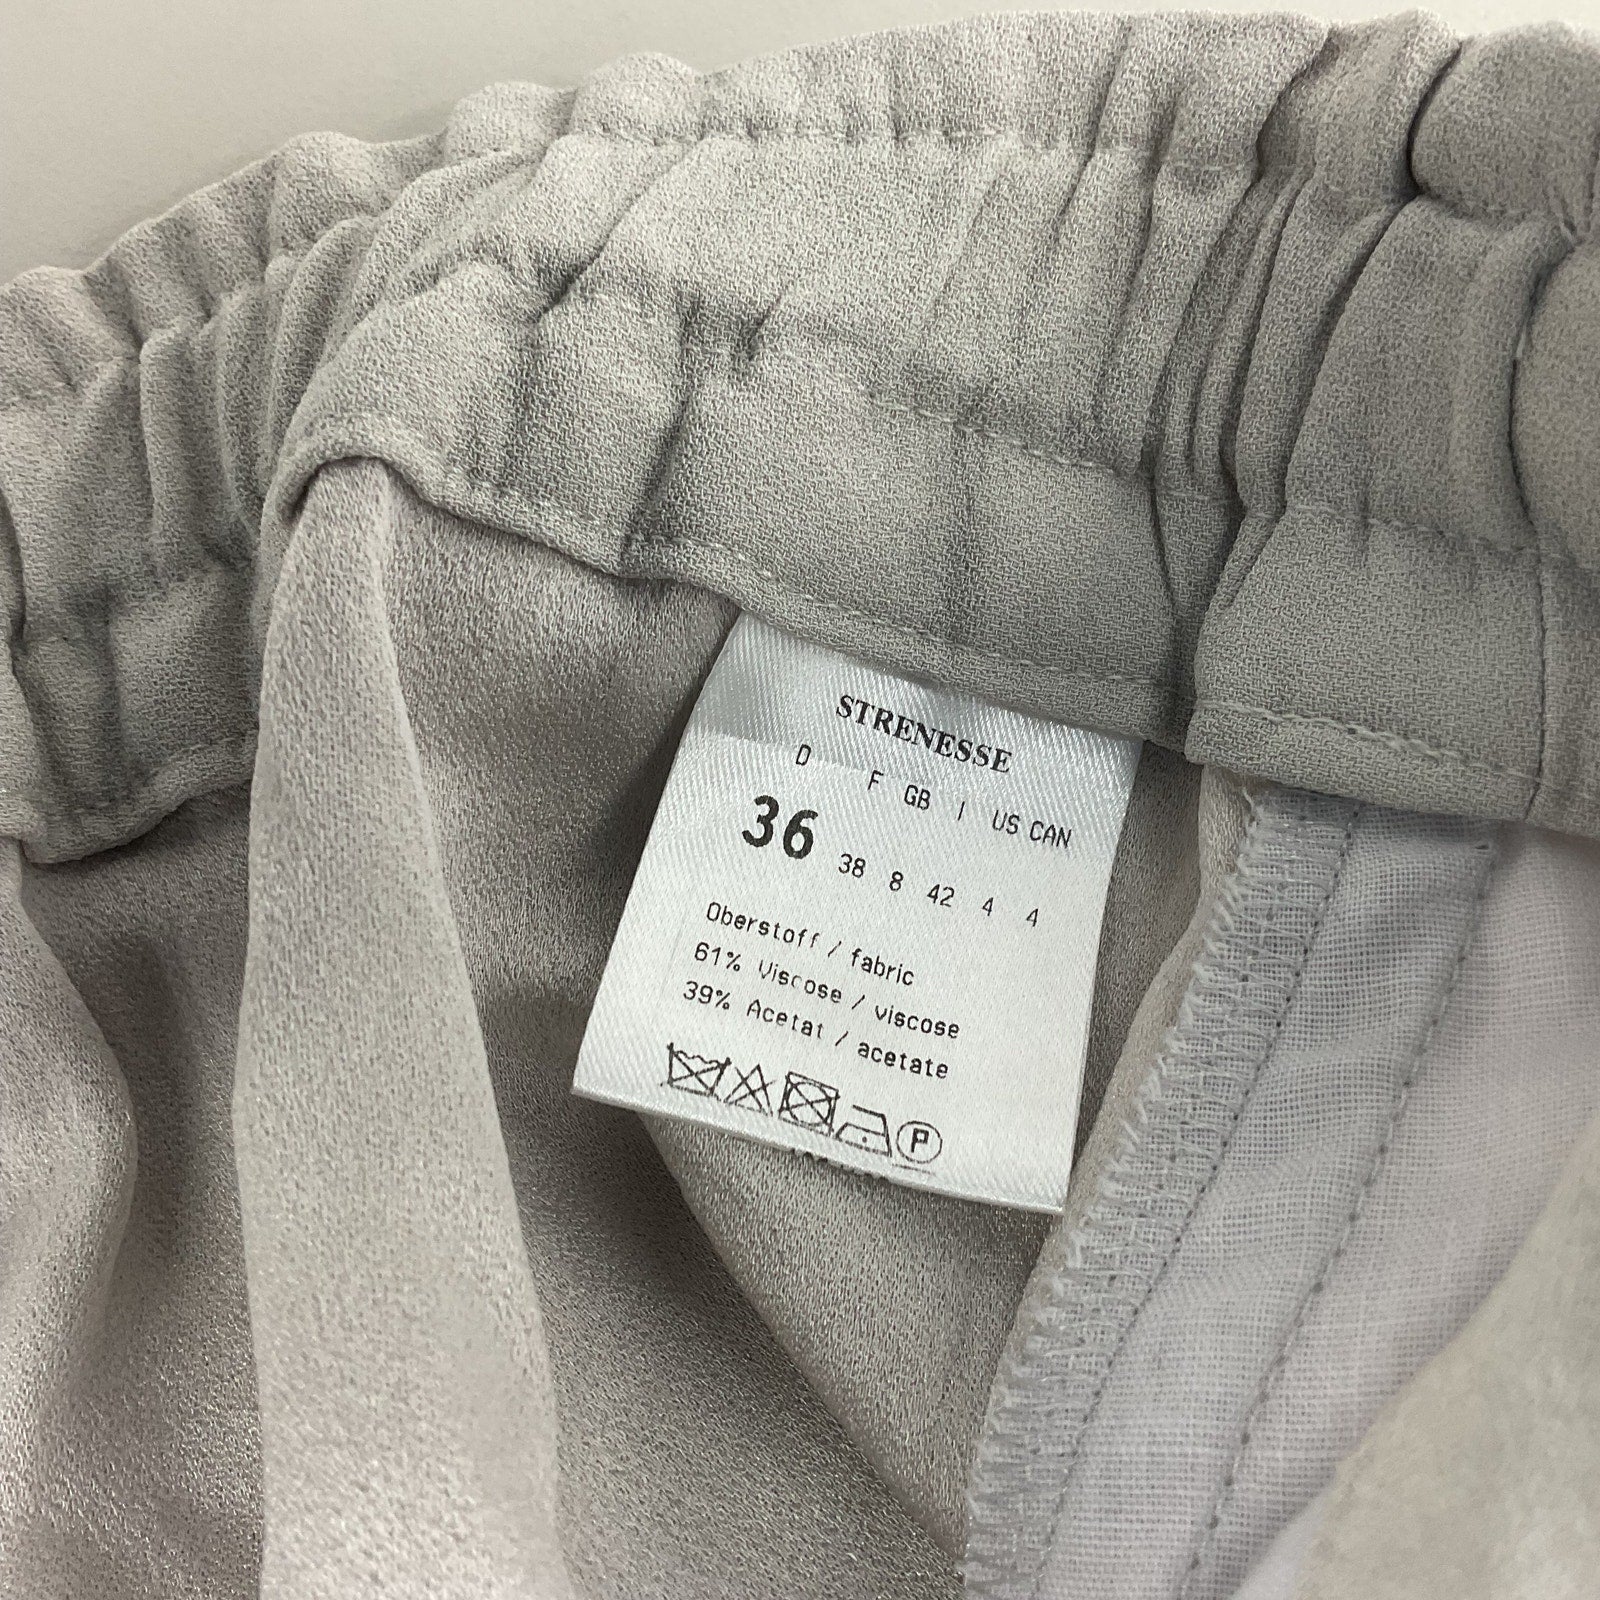 STRENESSE
D F GB I US CAN
36 38 8 42 4 4
Oberstoff / fabric
61% Viscose / viscose
39% Acetat / acetate
P